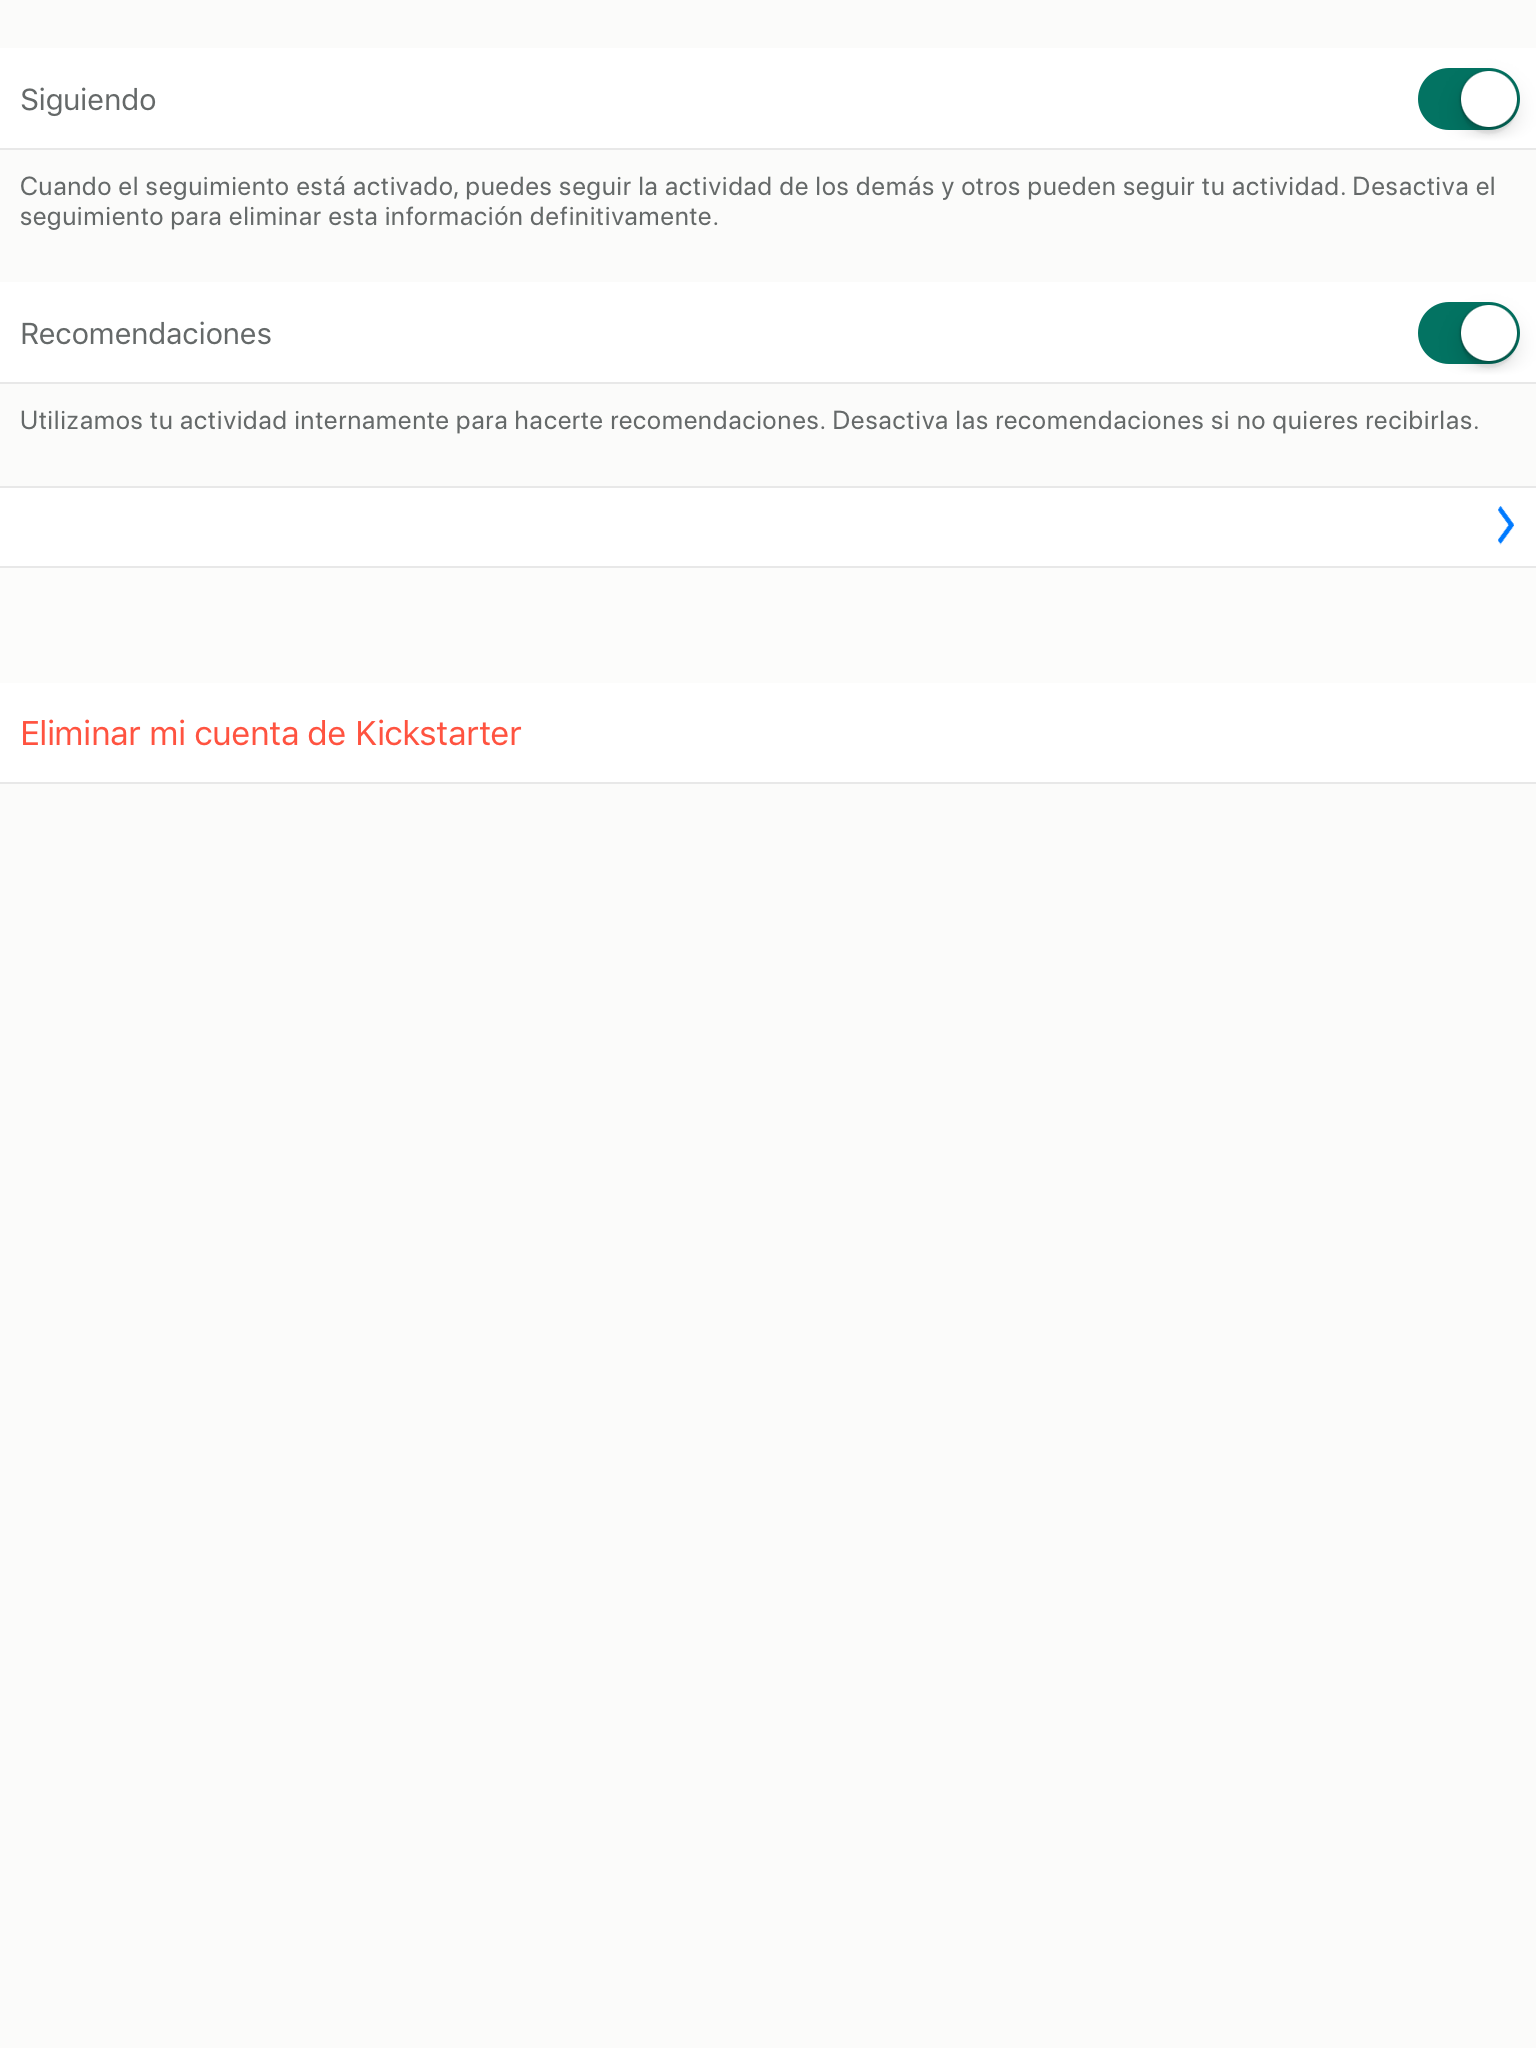 Siguiendo
Cuando el seguimiento está activado, puedes seguir la actividad de los demás y otros pueden seguir tu actividad. Desactiva el
seguimiento para eliminar esta información definitivamente.
Recomendaciones
Utilizamos tu actividad internamente para hacerte recomendaciones. Desactiva las recomendaciones si no quieres recibirlas.
Eliminar mi cuenta de Kickstarter